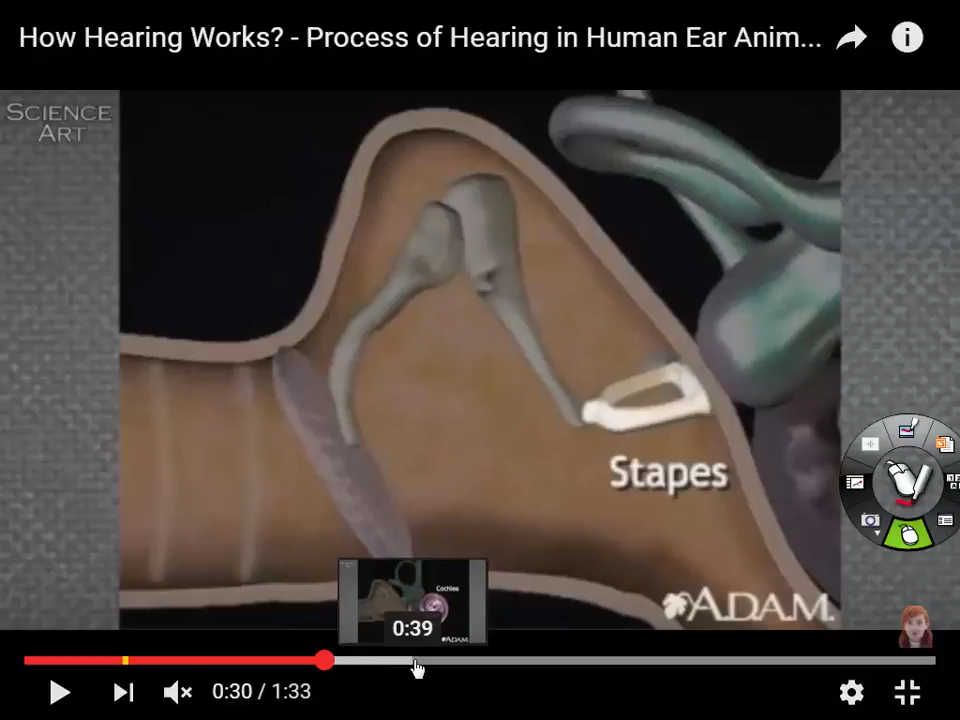 How Hearing Works? - Process of Hearing in Human Ear Anim...
SCIENCE
ART
Stapes
Cochlea
A.D.A.M.
0:39
A.D.A.M.
0:30 / 1:33